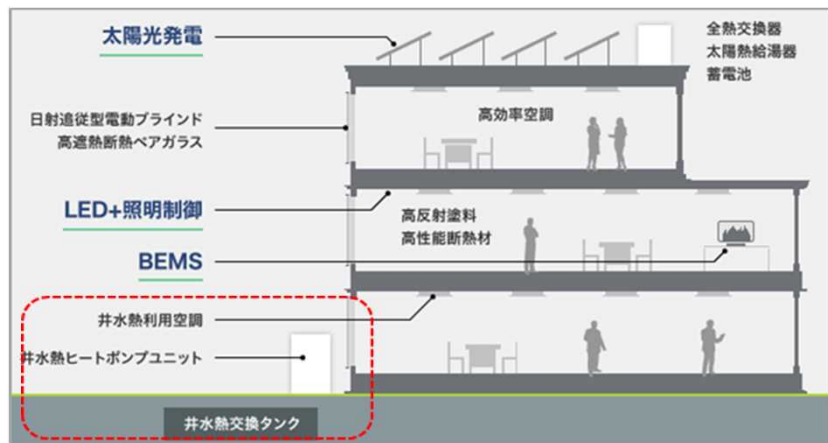 太陽光発電
全熱交換器
太陽熱給湯器
蓄電池
日射追従型電動ブラインド
高遮熱断熱ペアガラス
高効率空調
LED+照明制御
高反射塗料
高性能断熱材
BEMS
井水熱利用空調
井水熱ヒートポンプユニット
井水熱交換タンク